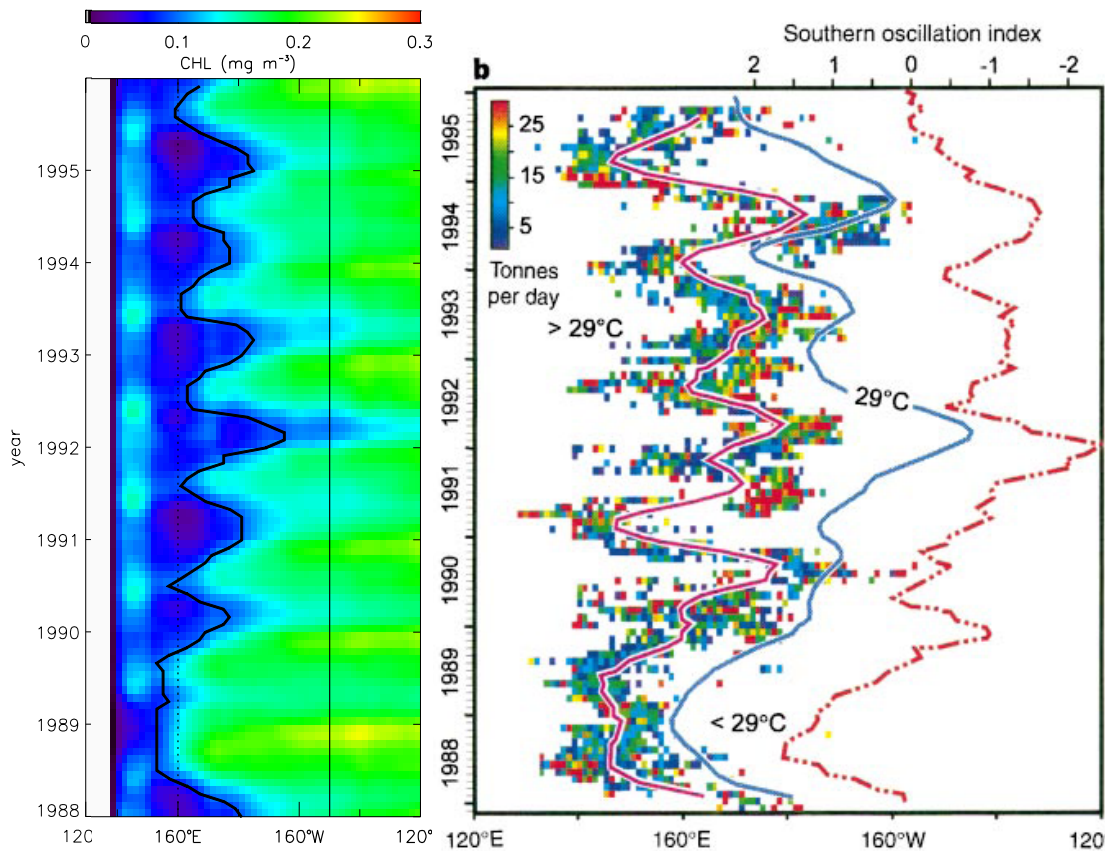 0 0.1 0.2 0.3
CHL (mg m⁻³)
year
1995
1994
1993
1992
1991
1990
1989
1988
12C 160°E 160°W 120°
b
Southern oscillation index
2 1 0 -1 -2
25
15
5
Tonnes
per day
> 29°C
29°C
< 29°C
1995
1994
1993
1992
1991
1990
1989
1988
120°E 160°E 160°W 120°